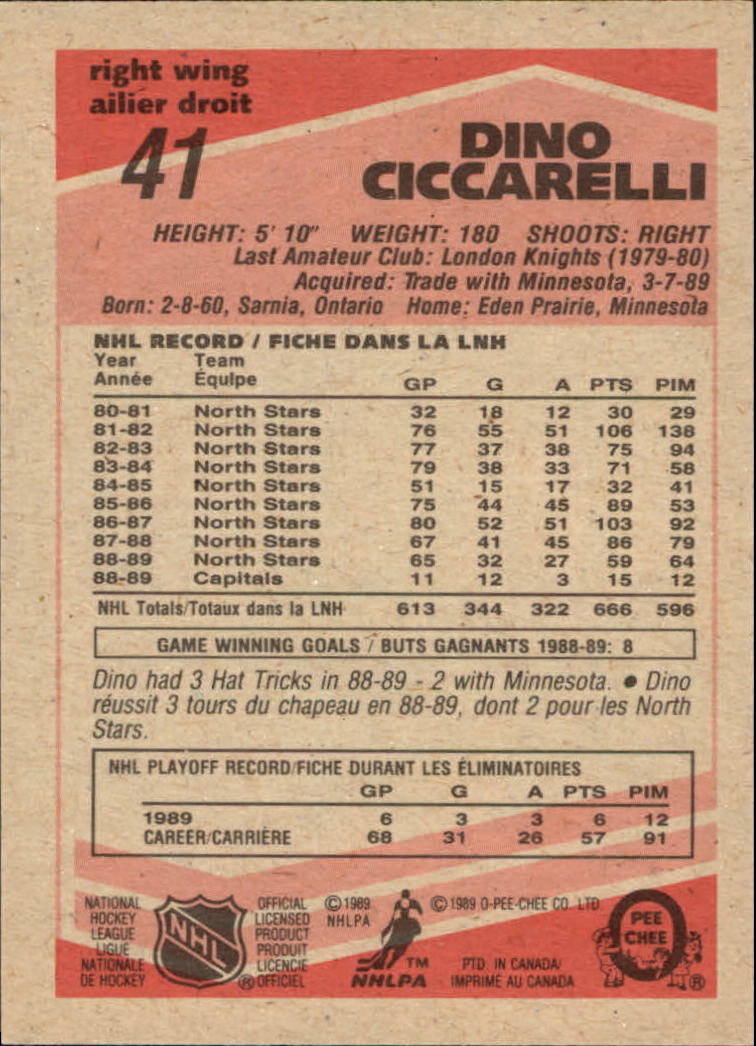 right wing
ailier droit
41
DINO
CICCARELLI
HEIGHT: 5' 10" WEIGHT: 180 SHOOTS: RIGHT
Last Amateur Club: London Knights (1979-80)
Acquired: Trade with Minnesota, 3-7-89
Born: 2-8-60, Sarnia, Ontario Home: Eden Prairie, Minnesota
NHL RECORD / FICHE DANS LA LNH
Year Team
Année Équipe GP G A PTS PIM
80-81 North Stars 32 18 12 30 29
81-82 North Stars 76 55 51 106 138
82-83 North Stars 77 37 38 75 94
83-84 North Stars 79 38 33 71 58
84-85 North Stars 51 15 17 32 41
85-86 North Stars 75 44 45 89 53
86-87 North Stars 80 52 51 103 92
87-88 North Stars 67 41 45 86 79
88-89 North Stars 65 32 27 59 64
88-89 Capitals 11 12 3 15 12
NHL Totals/Totaux dans la LNH 613 344 322 666 596
GAME WINNING GOALS / BUTS GAGNANTS 1988-89: 8
Dino had 3 Hat Tricks in 88-89 - 2 with Minnesota. ● Dino
réussit 3 tours du chapeau en 88-89, dont 2 pour les North
Stars.
NHL PLAYOFF RECORD/FICHE DURANT LES ÉLIMINATOIRES
GP G A PTS PIM
1989 6 3 3 6 12
CAREER/CARRIÈRE 68 31 26 57 91
NATIONAL
HOCKEY
LEAGUE
LIGUE
NATIONALE
DE HOCKEY
NHL
®
OFFICIAL
LICENSED
PRODUCT
PRODUIT
LICENCIE
OFFICIEL
© 1989
NHLPA
TM
NHLPA
© 1989 O-PEE-CHEE CO. LTD.
PTD. IN CANADA/
IMPRIMÉ AU CANADA
PEE
CHEE
®